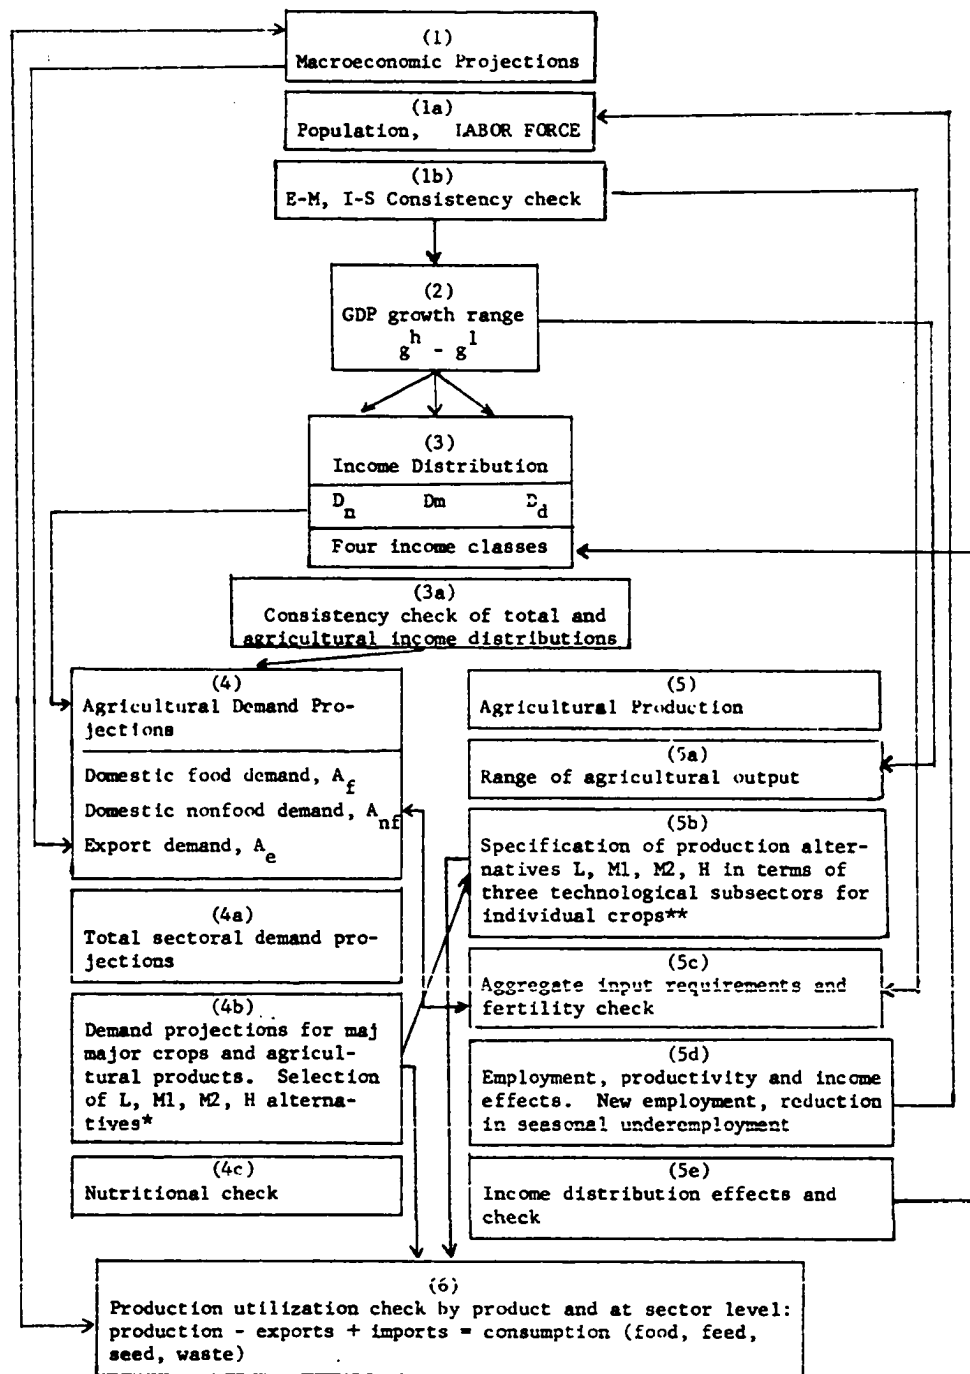 (1)
Macroeconomic Projections
(1a)
Population, LABOR FORCE
(1b)
E-M, I-S Consistency check
(2)
GDP growth range
g^h - g^l
(3)
Income Distribution
D_n Dm D_d
Four income classes
(3a)
Consistency check of total and
agricultural income distributions
(4)
Agricultural Demand Pro-
jections
Domestic food demand, A_f
Domestic nonfood demand, A_nf
Export demand, A_e
(4a)
Total sectoral demand pro-
jections
(4b)
Demand projections for maj
major crops and agricul-
tural products. Selection
of L, M1, M2, H alterna-
tives*
(4c)
Nutritional check
(5)
Agricultural Production
(5a)
Range of agricultural output
(5b)
Specification of production alter-
natives L, M1, M2, H in terms of
three technological subsectors for
individual crops**
(5c)
Aggregate input requirements and
fertility check
(5d)
Employment, productivity and income
effects. New employment, reduction
in seasonal underemployment
(5e)
Income distribution effects and
check
(6)
Production utilization check by product and at sector level:
production - exports + imports = consumption (food, feed,
seed, waste)